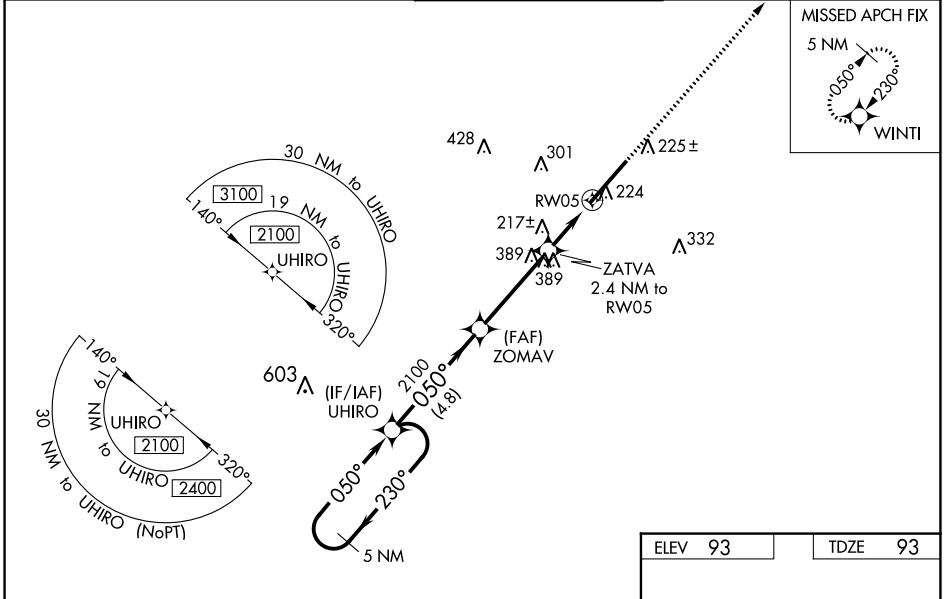 MISSED APCH FIX
5 NM
050°
230°
WINTI
428
301
225±
RW05
224
217±
389
389
332
ZATVA
2.4 NM to
RW05
30 NM to UHIRO
3100
140°
19 NM to UHIRO
2100
UHIRO
320°
(FAF)
ZOMAV
2100
050°
(4.8)
603
(IF/IAF)
UHIRO
140°
19 NM to UHIRO
UHIRO
2100
320°
2400
30 NM to UHIRO (NoPT)
050°
230°
5 NM
ELEV 93
TDZE 93